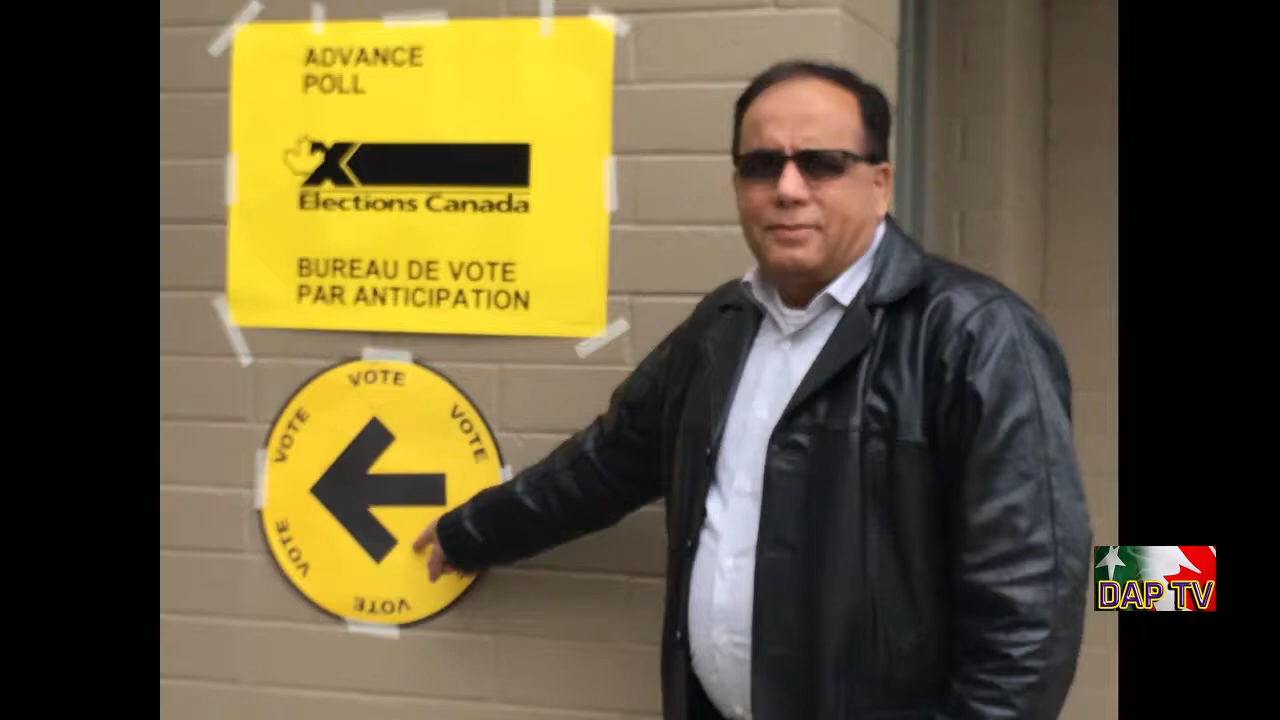 ADVANCE
POLL
Elections Canada
BUREAU DE VOTE
PAR ANTICIPATION
VOTE
VOTE
VOTE
VOTE
VOTE
DAP TV